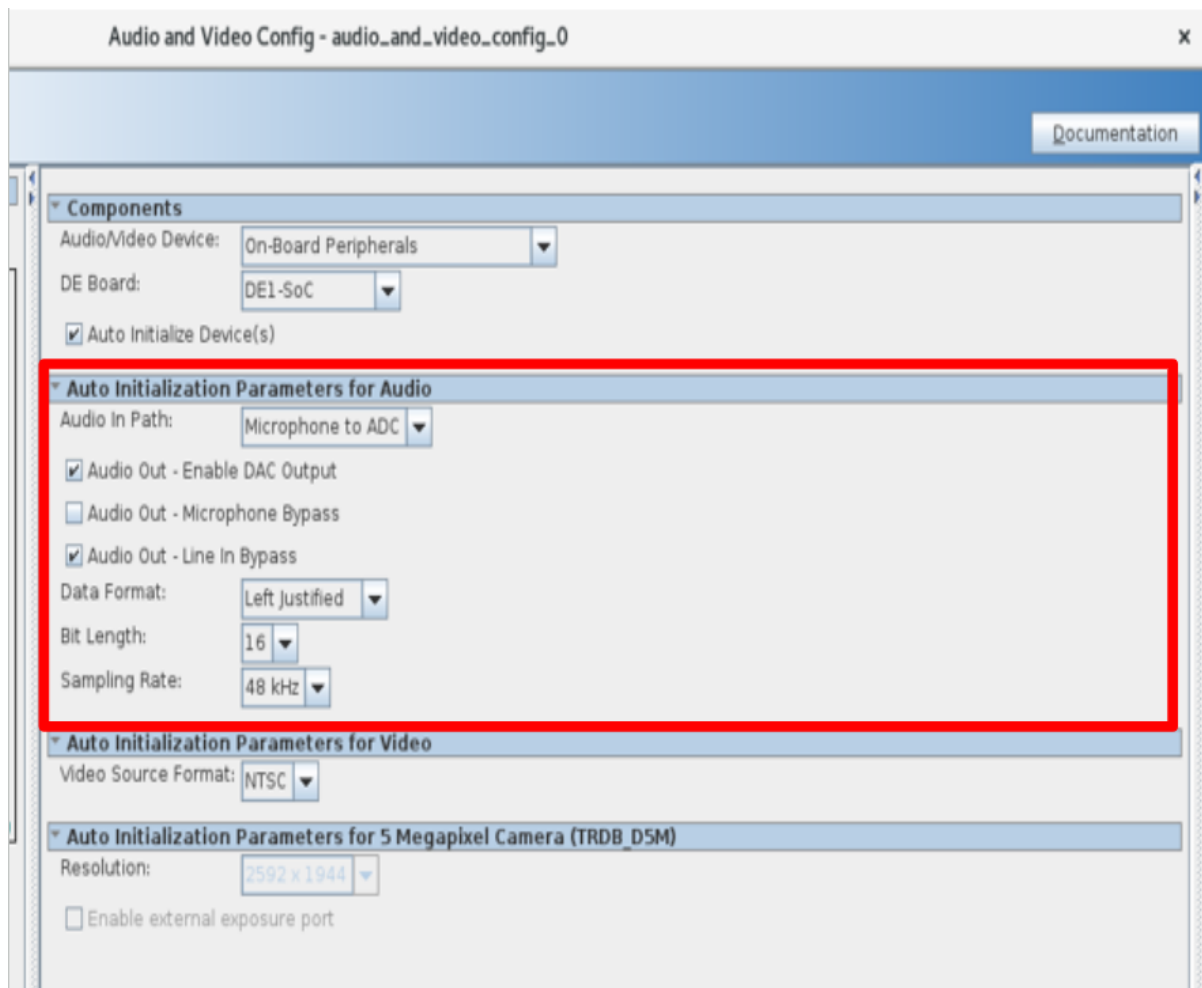 Audio and Video Config - audio_and_video_config_0
Documentation
Components
Audio/Video Device: On-Board Peripherals
DE Board: DE1-SoC
Auto Initialize Device(s)
Auto Initialization Parameters for Audio
Audio In Path: Microphone to ADC
Audio Out - Enable DAC Output
Audio Out - Microphone Bypass
Audio Out - Line In Bypass
Data Format: Left Justified
Bit Length: 16
Sampling Rate: 48 kHz
Auto Initialization Parameters for Video
Video Source Format: NTSC
Auto Initialization Parameters for 5 Megapixel Camera (TRDB_D5M)
Resolution: 2592 x 1944
Enable external exposure port